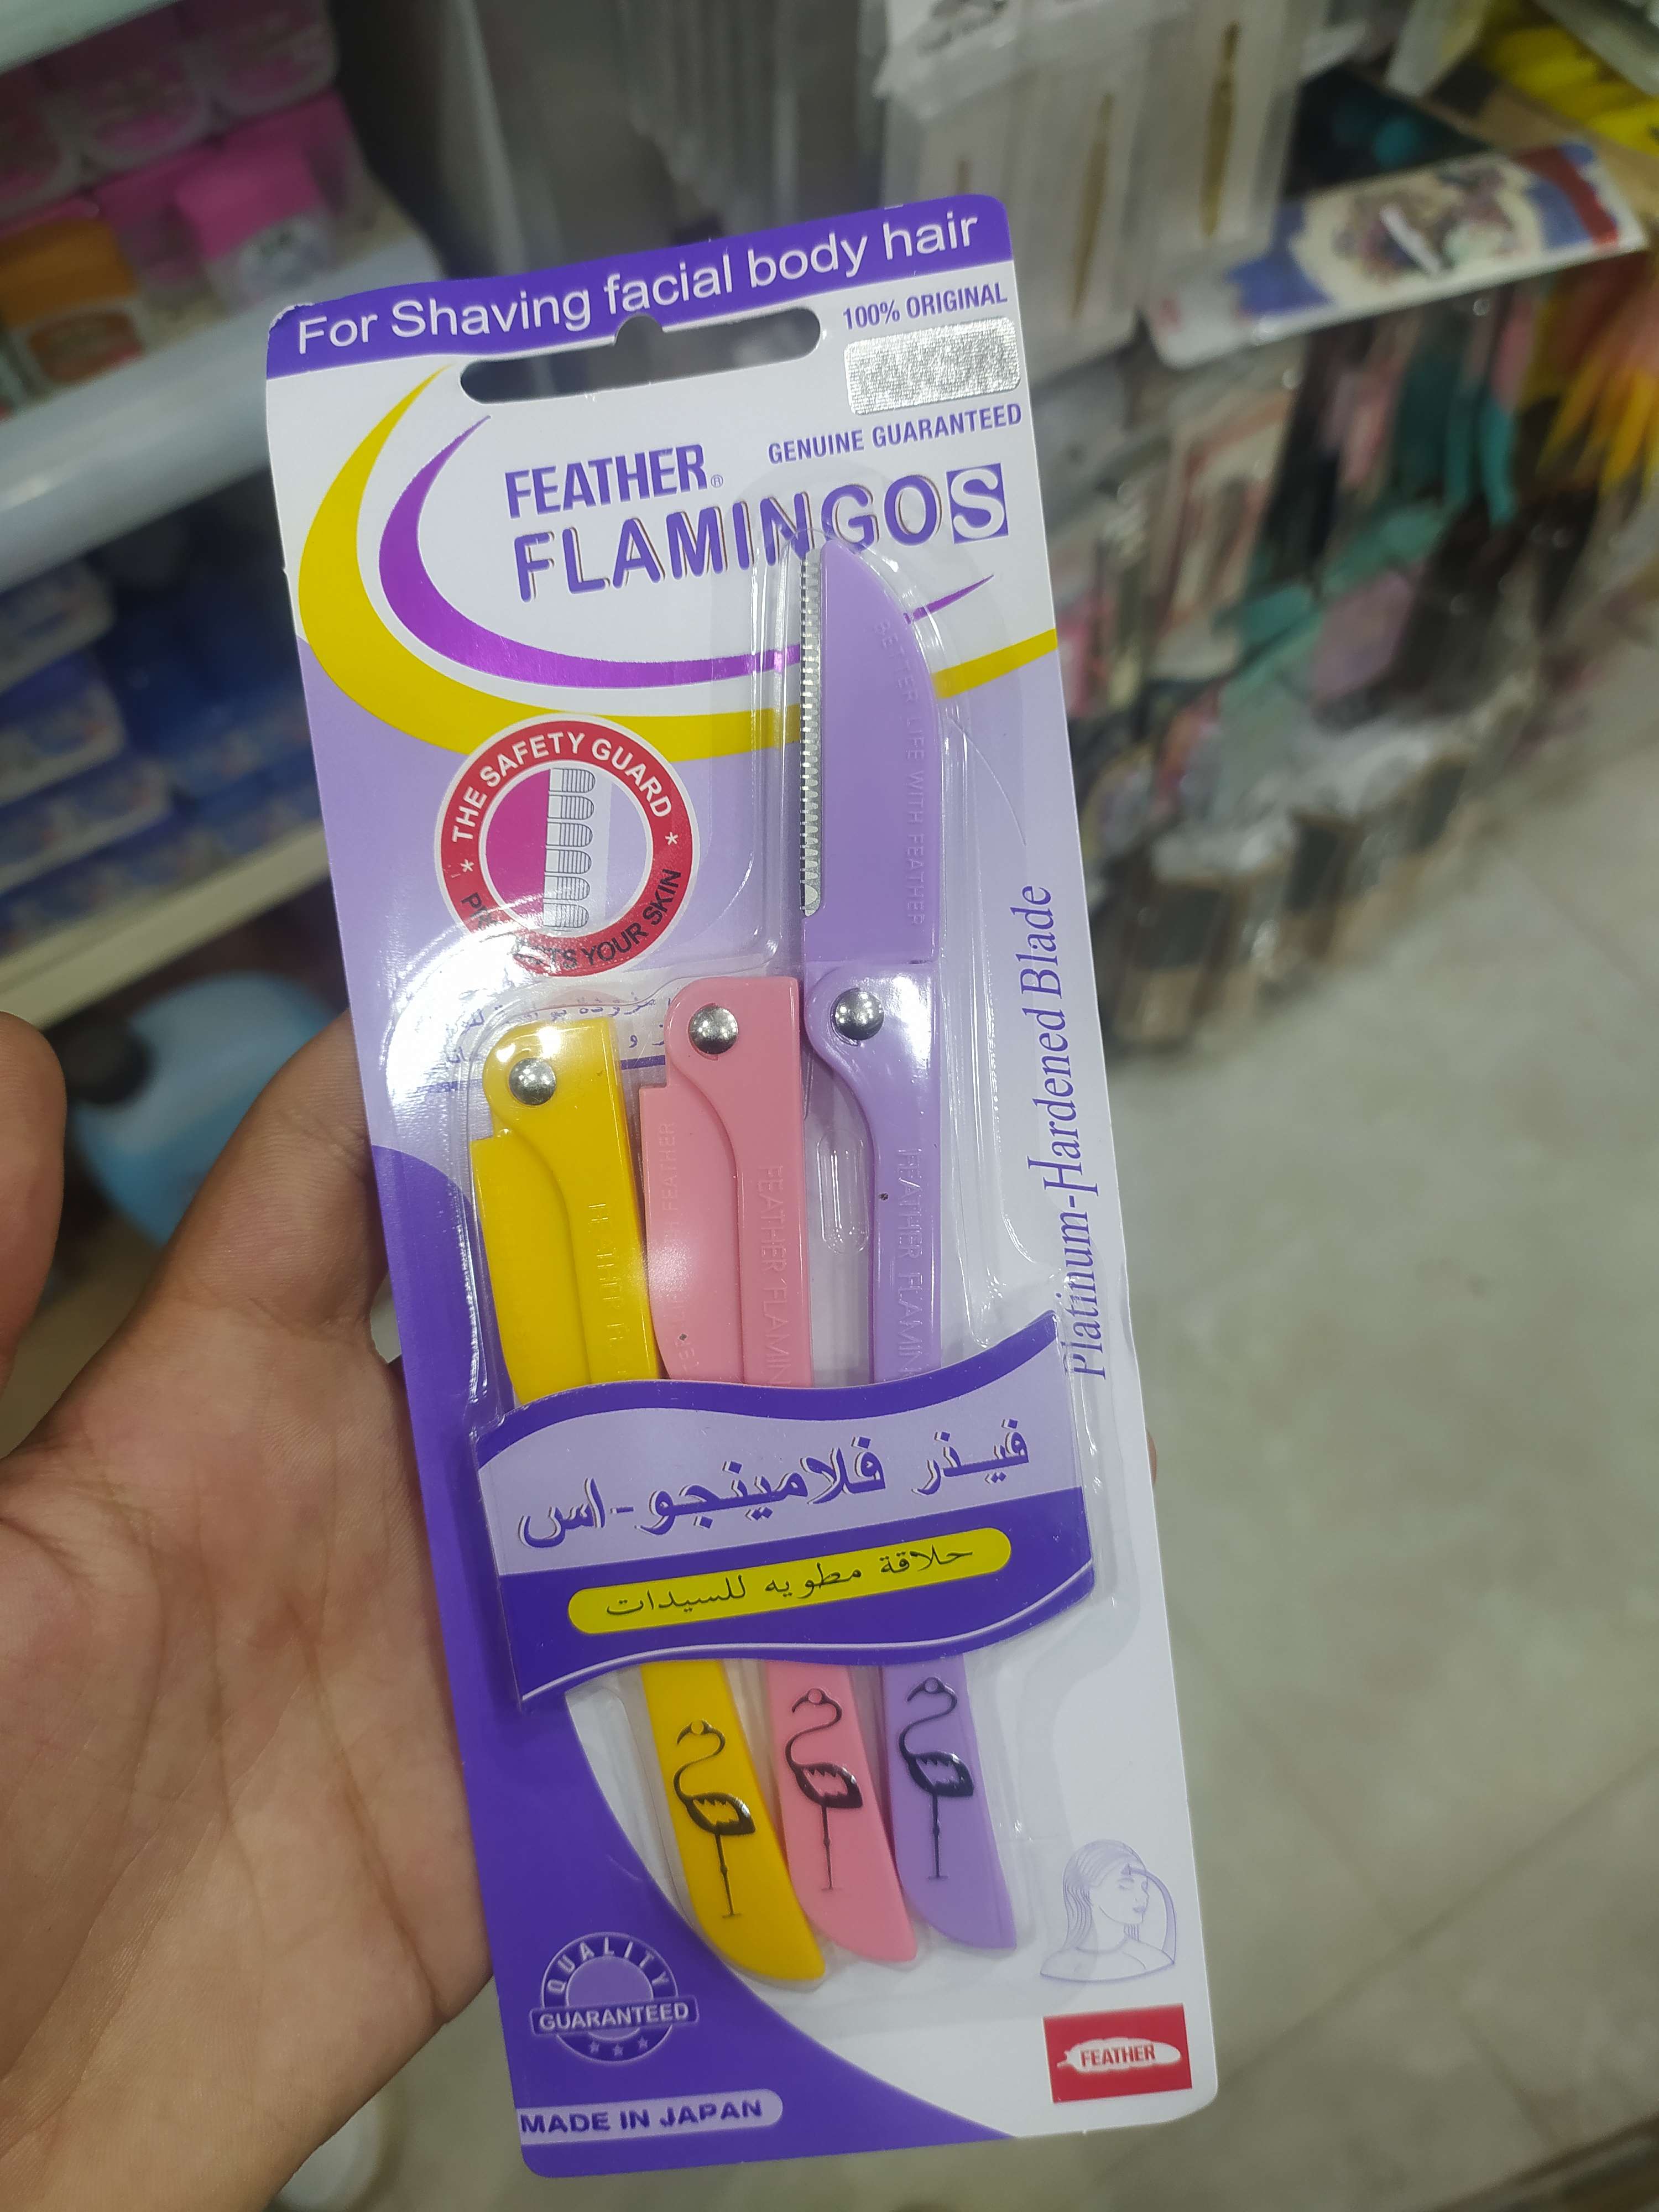 For Shaving facial body hair
100% ORIGINAL
GENUINE GUARANTEED
FEATHER®
FLAMINGOS
THE SAFETY GUARD
YOUR SKIN
BETTER LIFE WITH FEATHER
Platinum-Hardened Blade
FEATHER FLAMIN
FEATHER FLAMIN
فيذر فلامينجو-اس
حلاقة مطويه للسيدات
QUALITY
GUARANTEED
FEATHER
MADE IN JAPAN